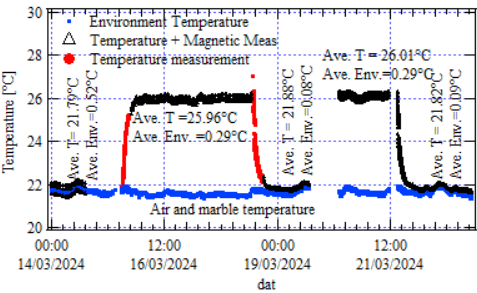 30
28
26
24
22
20
Temperature [°C]
Environment Temperature
Temperature + Magnetic Meas
Temperature measurement
Ave. T = 26.01°C
Ave. Env.=0.29°C
Ave. T = 21.79°C
Ave. Env.=0.52°C
Ave. T =25.96°C
Ave. Env. =0.29°C
Ave. T = 21.88°C
Ave. Env.=0.08°C
Ave. T = 21.82°C
Ave. Env.=0.09°C
Air and marble temperature
00:00 12:00 00:00 12:00
14/03/2024 16/03/2024 19/03/2024 21/03/2024
dat